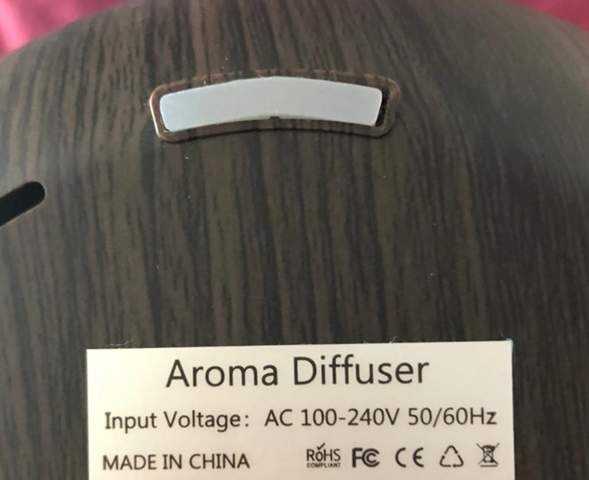 Aroma Diffuser
Input Voltage: AC 100-240V 50/60Hz
MADE IN CHINA RoHS COMPLIANT FC CE